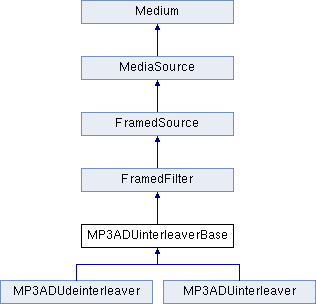 Medium
MediaSource
FramedSource
FramedFilter
MP3ADUinterleaverBase
MP3ADUdeinterleaver
MP3ADUinterleaver